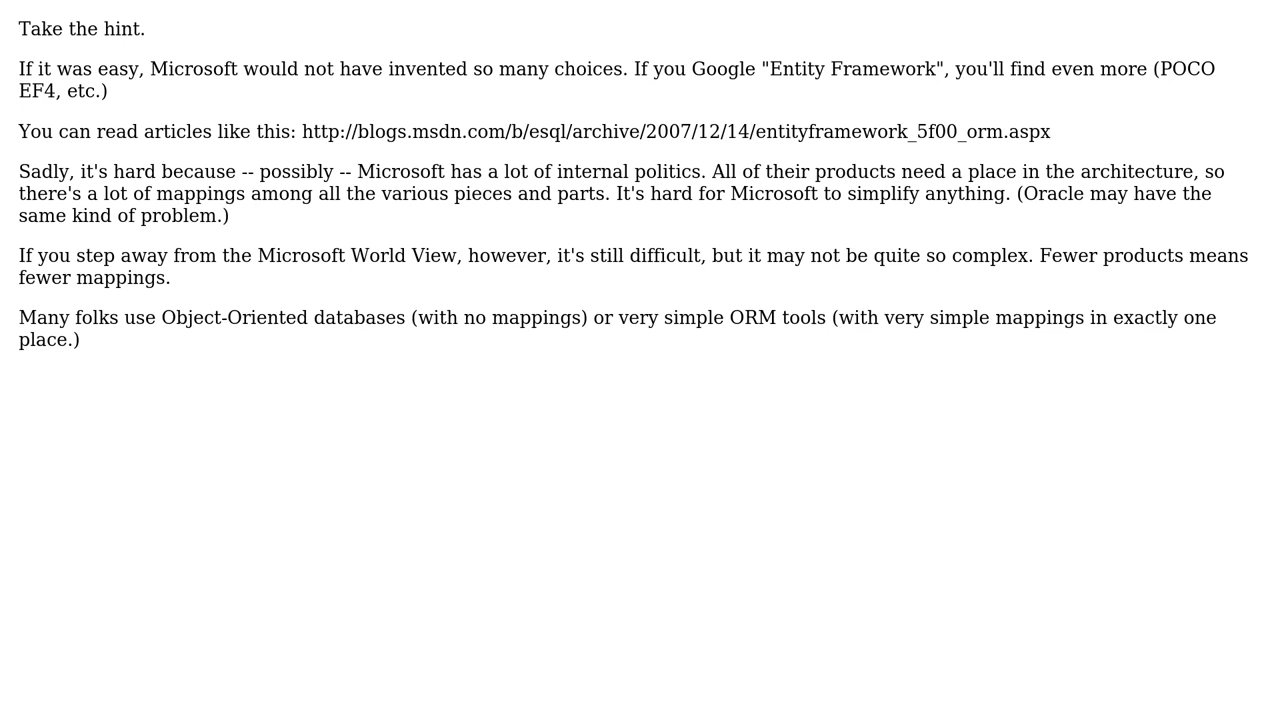 Take the hint.
If it was easy, Microsoft would not have invented so many choices. If you Google "Entity Framework", you'll find even more (POCO
EF4, etc.)
You can read articles like this: http://blogs.msdn.com/b/esql/archive/2007/12/14/entityframework_5f00_orm.aspx
Sadly, it's hard because -- possibly -- Microsoft has a lot of internal politics. All of their products need a place in the architecture, so
there's a lot of mappings among all the various pieces and parts. It's hard for Microsoft to simplify anything. (Oracle may have the
same kind of problem.)
If you step away from the Microsoft World View, however, it's still difficult, but it may not be quite so complex. Fewer products means
fewer mappings.
Many folks use Object-Oriented databases (with no mappings) or very simple ORM tools (with very simple mappings in exactly one
place.)